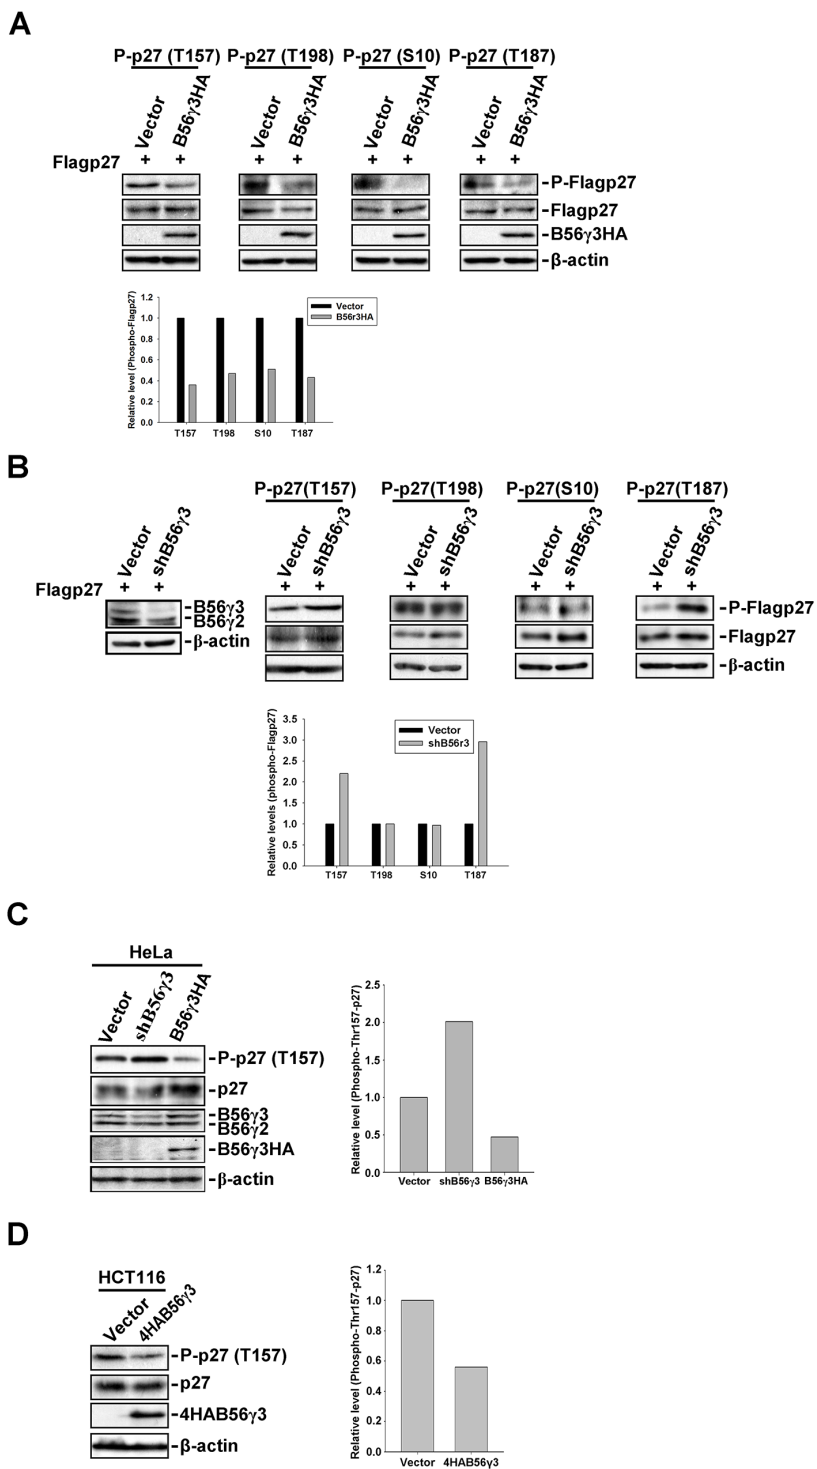 A
P-p27 (T157) P-p27 (T198) P-p27 (S10) P-p27 (T187)
Vector B56γ3HA Vector B56γ3HA Vector B56γ3HA Vector B56γ3HA
Flagp27 + + + + + + + +
-P-Flagp27
-Flagp27
-B56γ3HA
-β-actin
Relative level (Phospho-Flagp27)
1.2
1.0
0.8
0.6
0.4
0.2
0.0
Vector
B56r3HA
T157 T198 S10 T187
B
P-p27(T157) P-p27(T198) P-p27(S10) P-p27(T187)
Vector shB56γ3 Vector shB56γ3 Vector shB56γ3 Vector shB56γ3 Vector shB56γ3
Flagp27 + + + + + + + + + +
-B56γ3
-B56γ2
-β-actin
-P-Flagp27
-Flagp27
-β-actin
Relative levels (phospho-Flagp27)
3.5
3.0
2.5
2.0
1.5
1.0
0.5
0.0
Vector
shB56r3
T157 T198 S10 T187
C
HeLa
Vector shB56γ3 B56γ3HA
-P-p27 (T157)
-p27
-B56γ3
-B56γ2
-B56γ3HA
-β-actin
Relative level (Phospho-Thr157-p27)
2.5
2.0
1.5
1.0
0.5
0.0
Vector shB56γ3 B56γ3HA
D
HCT116
Vector 4HAB56γ3
-P-p27 (T157)
-p27
-4HAB56γ3
-β-actin
Relative level (Phospho-Thr157-p27)
1.2
1.0
0.8
0.6
0.4
0.2
0.0
Vector 4HAB56γ3